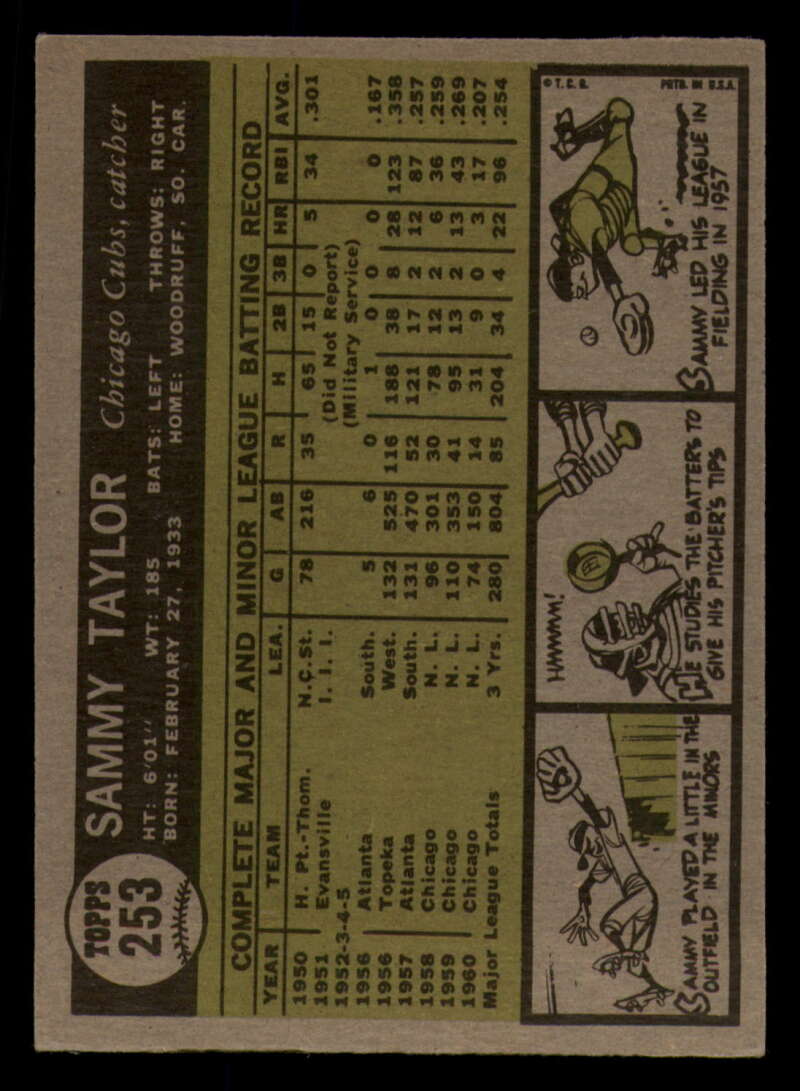 TOPPS
253
SAMMY TAYLOR Chicago Cubs, catcher
HT: 6'01" WT: 185 BATS: LEFT THROWS: RIGHT
BORN: FEBRUARY 27, 1933 HOME: WOODRUFF, SO. CAR.
COMPLETE MAJOR AND MINOR LEAGUE BATTING RECORD
YEAR TEAM LEA. G AB R H 2B 3B HR RBI AVG.
1950 H. Pt.-Thom. N.C.St. 78 216 35 65 15 0 5 34 .301
1951 Evansville I. I. I. (Did Not Report)
1952-3-4-5 (Military Service)
1956 Atlanta South. 5 6 0 1 0 0 0 0 .167
1956 Topeka West. 132 525 116 188 38 8 28 123 .358
1957 Atlanta South. 131 470 52 121 17 2 12 87 .257
1958 Chicago N. L. 96 301 30 78 12 2 6 36 .259
1959 Chicago N. L. 110 353 41 95 13 2 13 43 .269
1960 Chicago N. L. 74 150 14 31 9 0 3 17 .207
Major League Totals 3 Yrs. 280 804 85 204 34 4 22 96 .254
SAMMY PLAYED A LITTLE IN THE
OUTFIELD IN THE MINORS
HMMMM!
HE STUDIES THE BATTERS TO
GIVE HIS PITCHER'S TIPS
© T. C. G. PRTD. IN U.S.A.
SAMMY LED HIS LEAGUE IN
FIELDING IN 1957